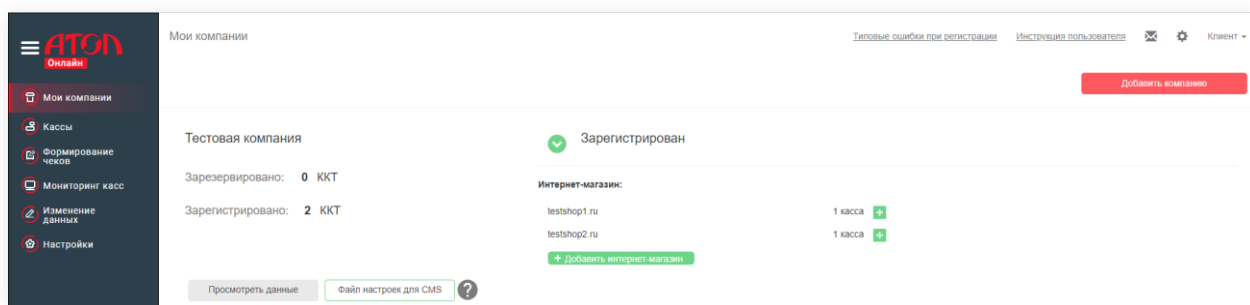 АТОЛ
Онлайн
Мои компании
Кассы
Формирование
чеков
Мониторинг касс
Изменение
данных
Настройки
Мои компании
Типовые ошибки при регистрации Инструкция пользователя Клиент
Добавить компанию
Тестовая компания
Зарезервировано: 0 ККТ
Зарегистрировано: 2 ККТ
Просмотреть данные Файл настроек для CMS ?
Зарегистрирован
Интернет-магазин:
testshop1.ru 1 касса +
testshop2.ru 1 касса +
+ Добавить интернет-магазин